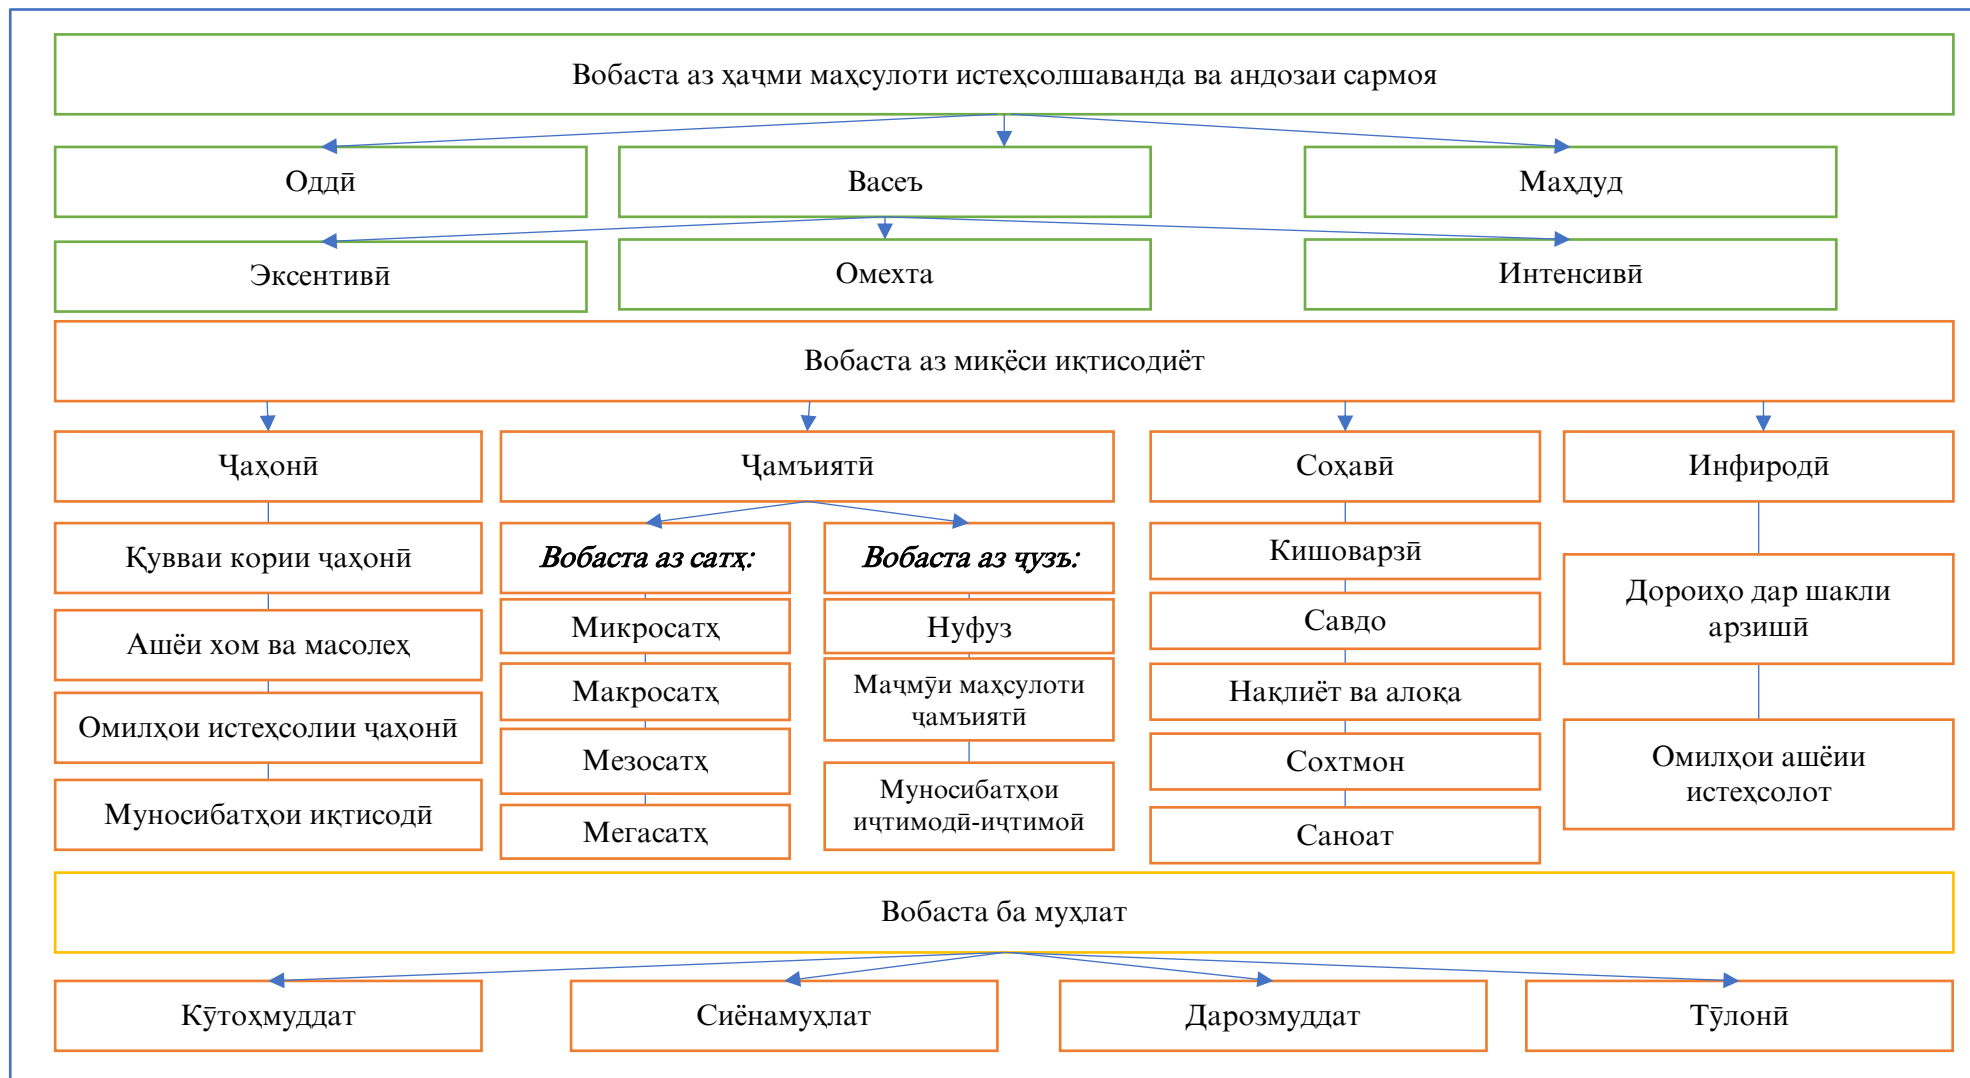 Вобаста аз ҳаҷми маҳсулоти истеҳсолшаванда ва андозаи сармоя
Оддӣ
Васеъ
Маҳдуд
Эксентивӣ
Омехта
Интенсивӣ
Вобаста аз миқёси иқтисодиёт
Ҷаҳонӣ
Ҷамъиятӣ
Соҳавӣ
Инфиродӣ
Қувваи кории ҷаҳонӣ
Ашёи хом ва масолеҳ
Омилҳои истеҳсолии ҷаҳонӣ
Муносибатҳои иқтисодӣ
Вобаста аз сатҳ:
Микросатҳ
Макросатҳ
Мезосатҳ
Мегасатҳ
Вобаста аз ҷузъ:
Нуфуз
Маҷмӯи маҳсулоти
ҷамъиятӣ
Муносибатҳои
иҷтимодӣ-иҷтимоӣ
Кишоварзӣ
Савдо
Нақлиёт ва алоқа
Сохтмон
Саноат
Дороиҳо дар шакли
арзишӣ
Омилҳои ашёии
истеҳсолот
Вобаста ба муҳлат
Кӯтоҳмуддат
Сиёнамуҳлат
Дарозмуддат
Тӯлонӣ